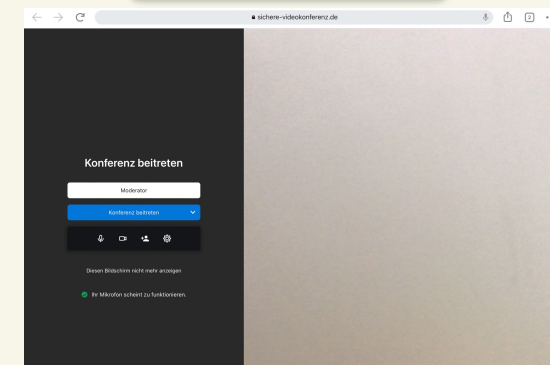 sichere-videokonferenz.de
2
Konferenz beitreten
Moderator
Konferenz beitreten
Diesen Bildschirm nicht mehr anzeigen
Ihr Mikrofon scheint zu funktionieren.